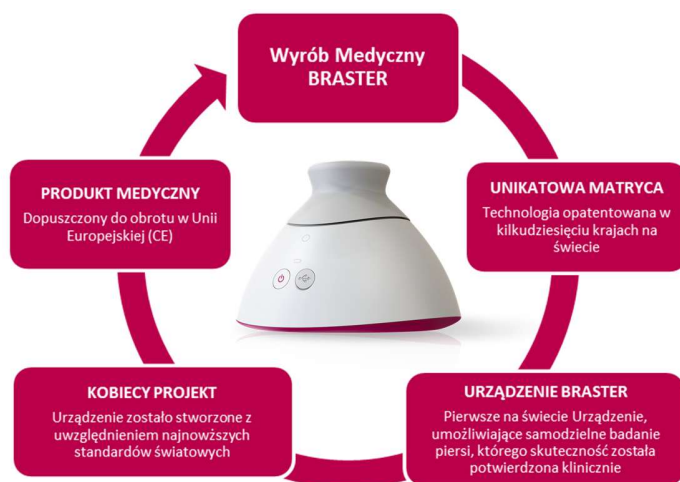 Wyrób Medyczny
BRASTER
UNIKATOWA MATRYCA
Technologia opatentowana w
kilkudziesięciu krajach na
świecie
URZĄDZENIE BRASTER
Pierwsze na świecie Urządzenie,
umożliwiające samodzielne badanie
piersi, którego skuteczność została
potwierdzona klinicznie
KOBIECY PROJEKT
Urządzenie zostało stworzone z
uwzględnieniem najnowższych
standardów światowych
PRODUKT MEDYCZNY
Dopuszczony do obrotu w Unii
Europejskiej (CE)